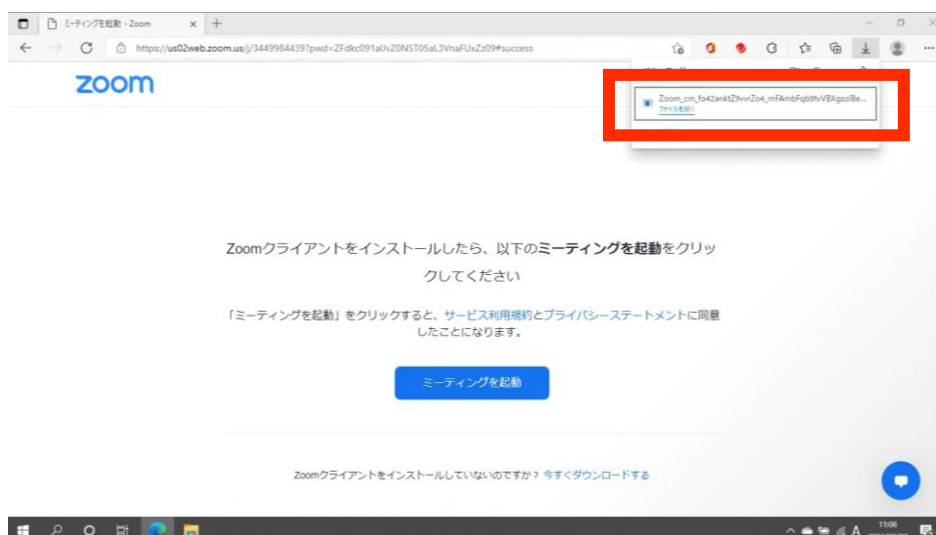 ミーティングを起動 - Zoom
https://us02web.zoom.us/j/3449984439?pwd=ZFdkc091alJvZ0NST05aL3VnaFUxZz09#success
zoom
ファイルを開く
Zoomクライアントをインストールしたら、以下のミーティングを起動をクリッ
クしてください
「ミーティングを起動」をクリックすると、サービス利用規約とプライバシーステートメントに同意
したことになります。
ミーティングを起動
Zoomクライアントをインストールしていないのですか？ 今すぐダウンロードする
A
11:06